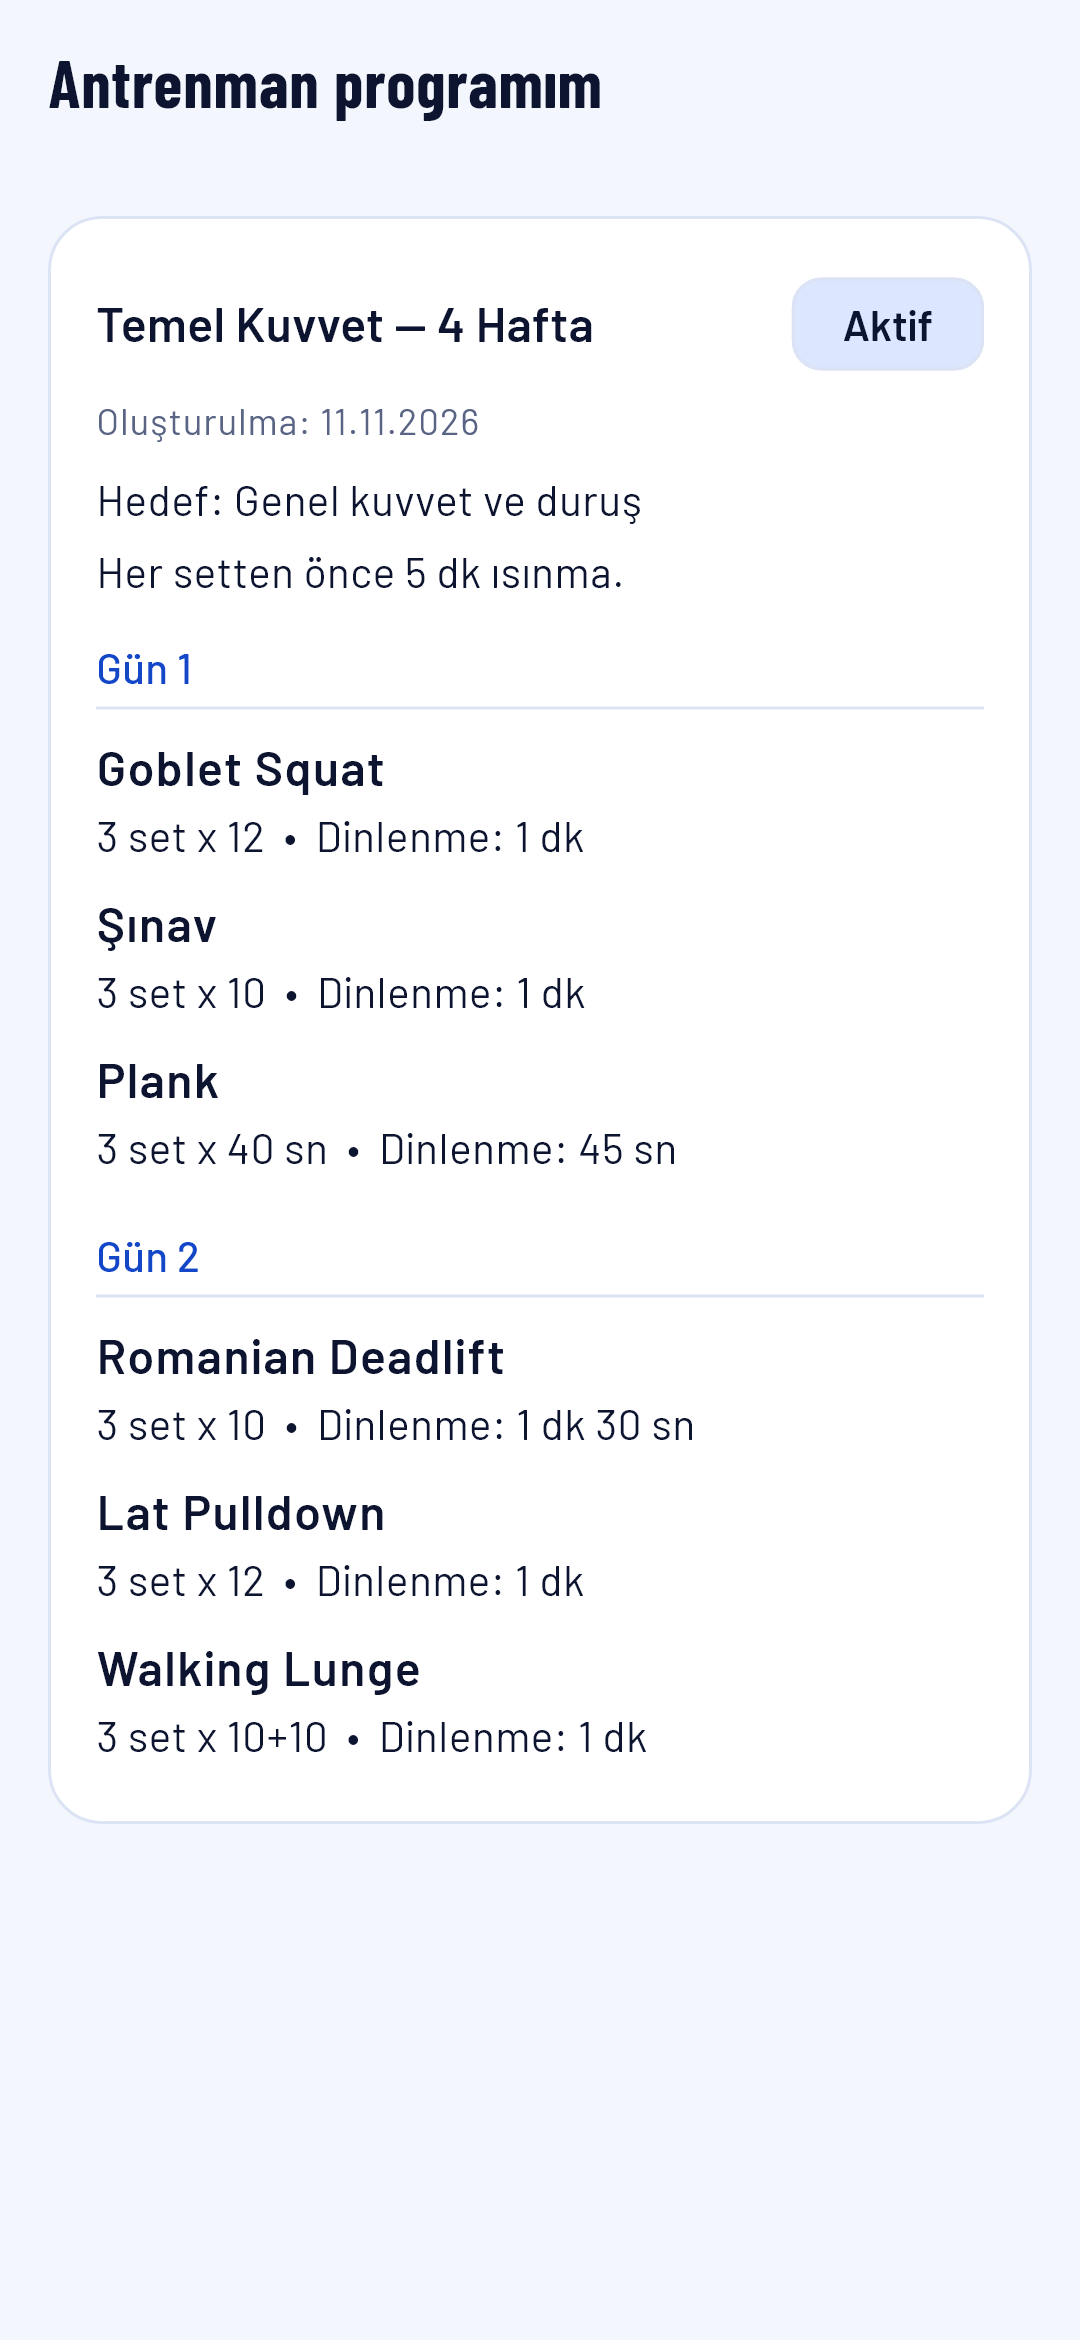 Antrenman programım
Temel Kuvvet — 4 Hafta
Aktif
Oluşturulma: 11.11.2026
Hedef: Genel kuvvet ve duruş
Her setten önce 5 dk ısınma.
Gün 1
Goblet Squat
3 set x 12 • Dinlenme: 1 dk
Şınav
3 set x 10 • Dinlenme: 1 dk
Plank
3 set x 40 sn • Dinlenme: 45 sn
Gün 2
Romanian Deadlift
3 set x 10 • Dinlenme: 1 dk 30 sn
Lat Pulldown
3 set x 12 • Dinlenme: 1 dk
Walking Lunge
3 set x 10+10 • Dinlenme: 1 dk